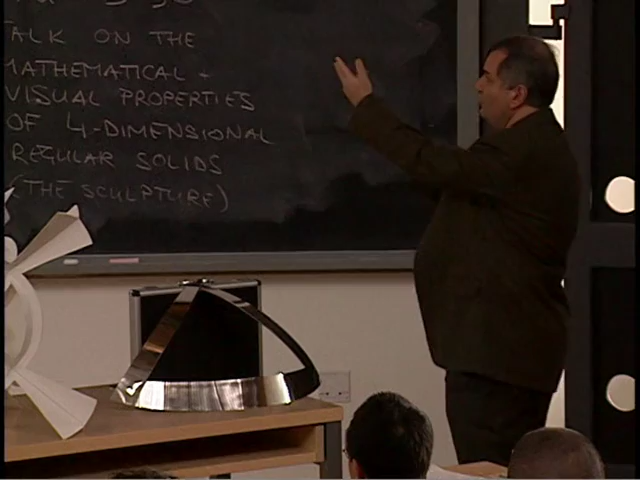 TALK ON THE
MATHEMATICAL +
VISUAL PROPERTIES
OF 4-DIMENSIONAL
REGULAR SOLIDS
(THE SCULPTURE)